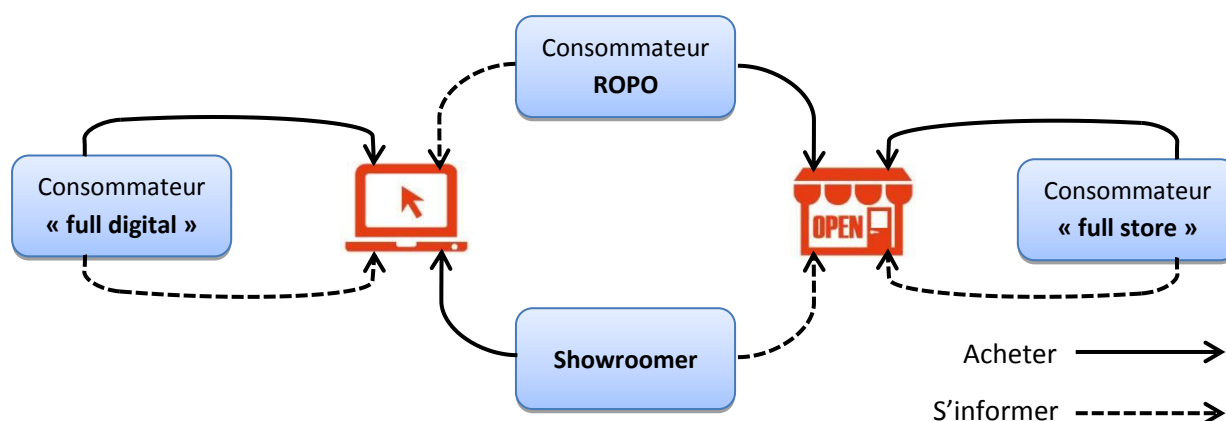 Consommateur
ROPO
Consommateur
« full digital »
OPEN
Consommateur
« full store »
Showroomer
Acheter
S’informer